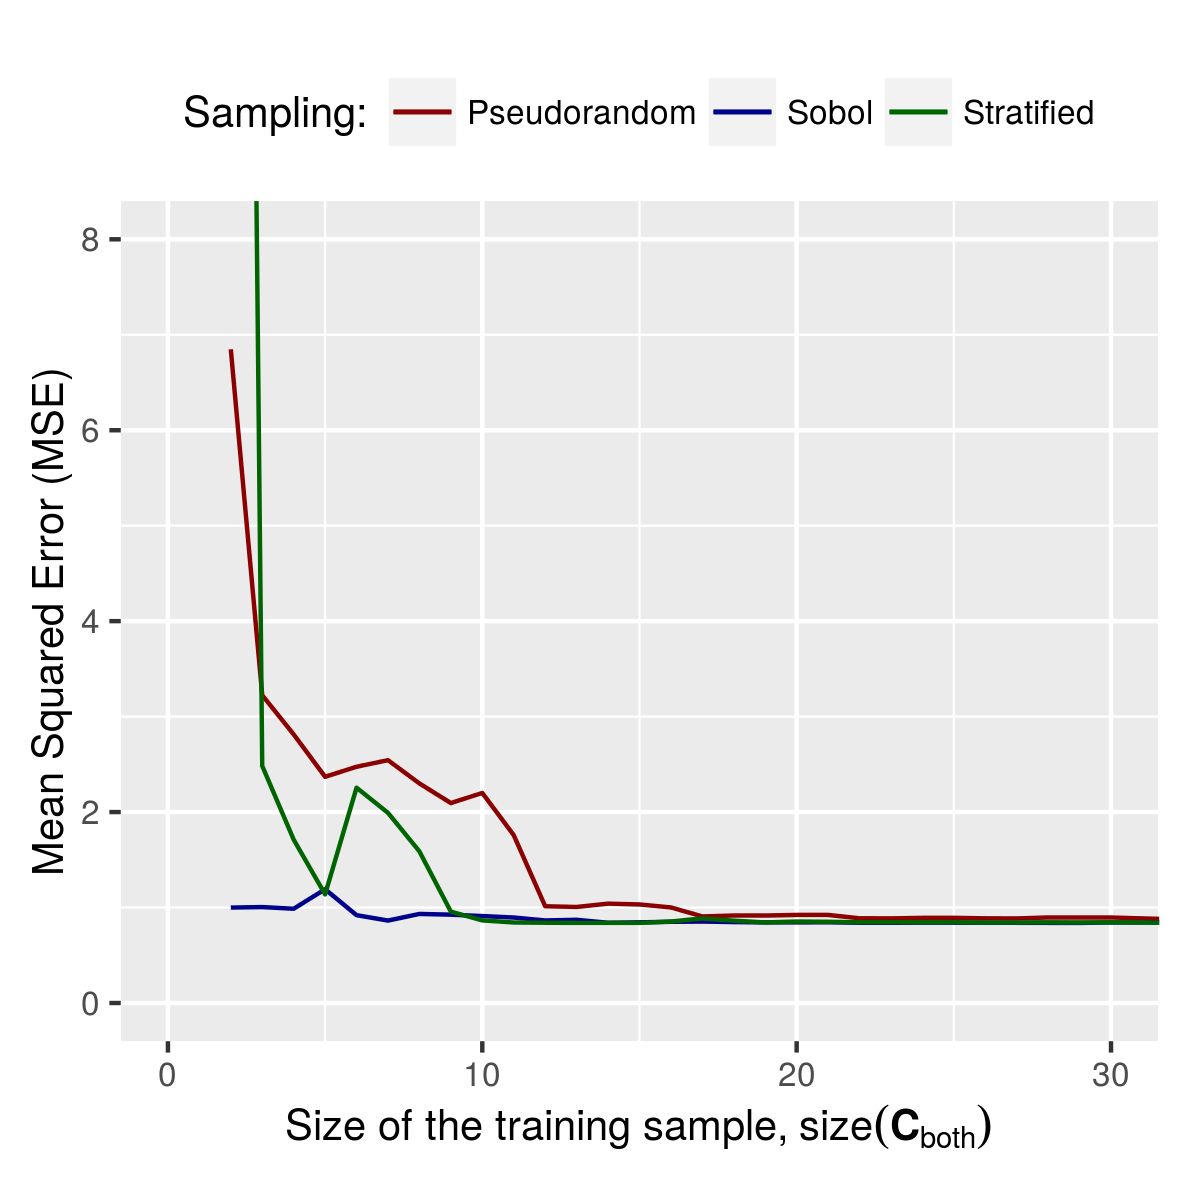 Sampling: Pseudorandom Sobol Stratified
8
6
4
2
0
Mean Squared Error (MSE)
0 10 20 30
Size of the training sample, size(C_both)